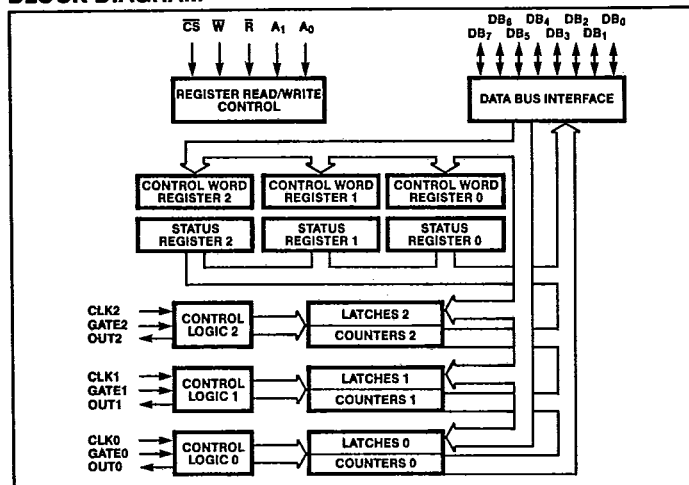 BLOCK DIAGRAM
CS W R A1 A0
DB6 DB4 DB2 DB0
DB7 DB5 DB3 DB1
REGISTER READ/WRITE
CONTROL
DATA BUS INTERFACE
CONTROL WORD
REGISTER 2
CONTROL WORD
REGISTER 1
CONTROL WORD
REGISTER 0
STATUS
REGISTER 2
STATUS
REGISTER 1
STATUS
REGISTER 0
CLK2
GATE2
OUT2
CONTROL
LOGIC 2
LATCHES 2
COUNTERS 2
CLK1
GATE1
OUT1
CONTROL
LOGIC 1
LATCHES 1
COUNTERS 1
CLK0
GATE0
OUT0
CONTROL
LOGIC 0
LATCHES 0
COUNTERS 0